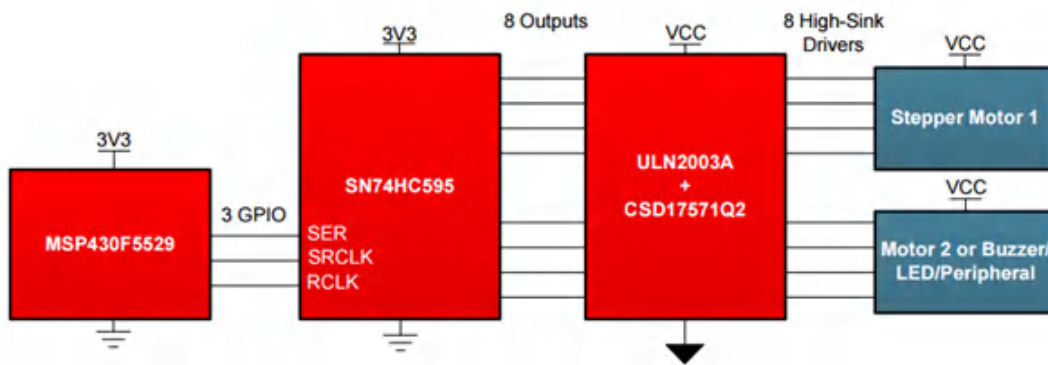 8 Outputs
8 High-Sink
Drivers
3V3
VCC
VCC
3V3
Stepper Motor 1
MSP430F5529
3 GPIO
SN74HC595
SER
SRCLK
RCLK
ULN2003A
+
CSD17571Q2
VCC
Motor 2 or Buzzer/
LED/Peripheral